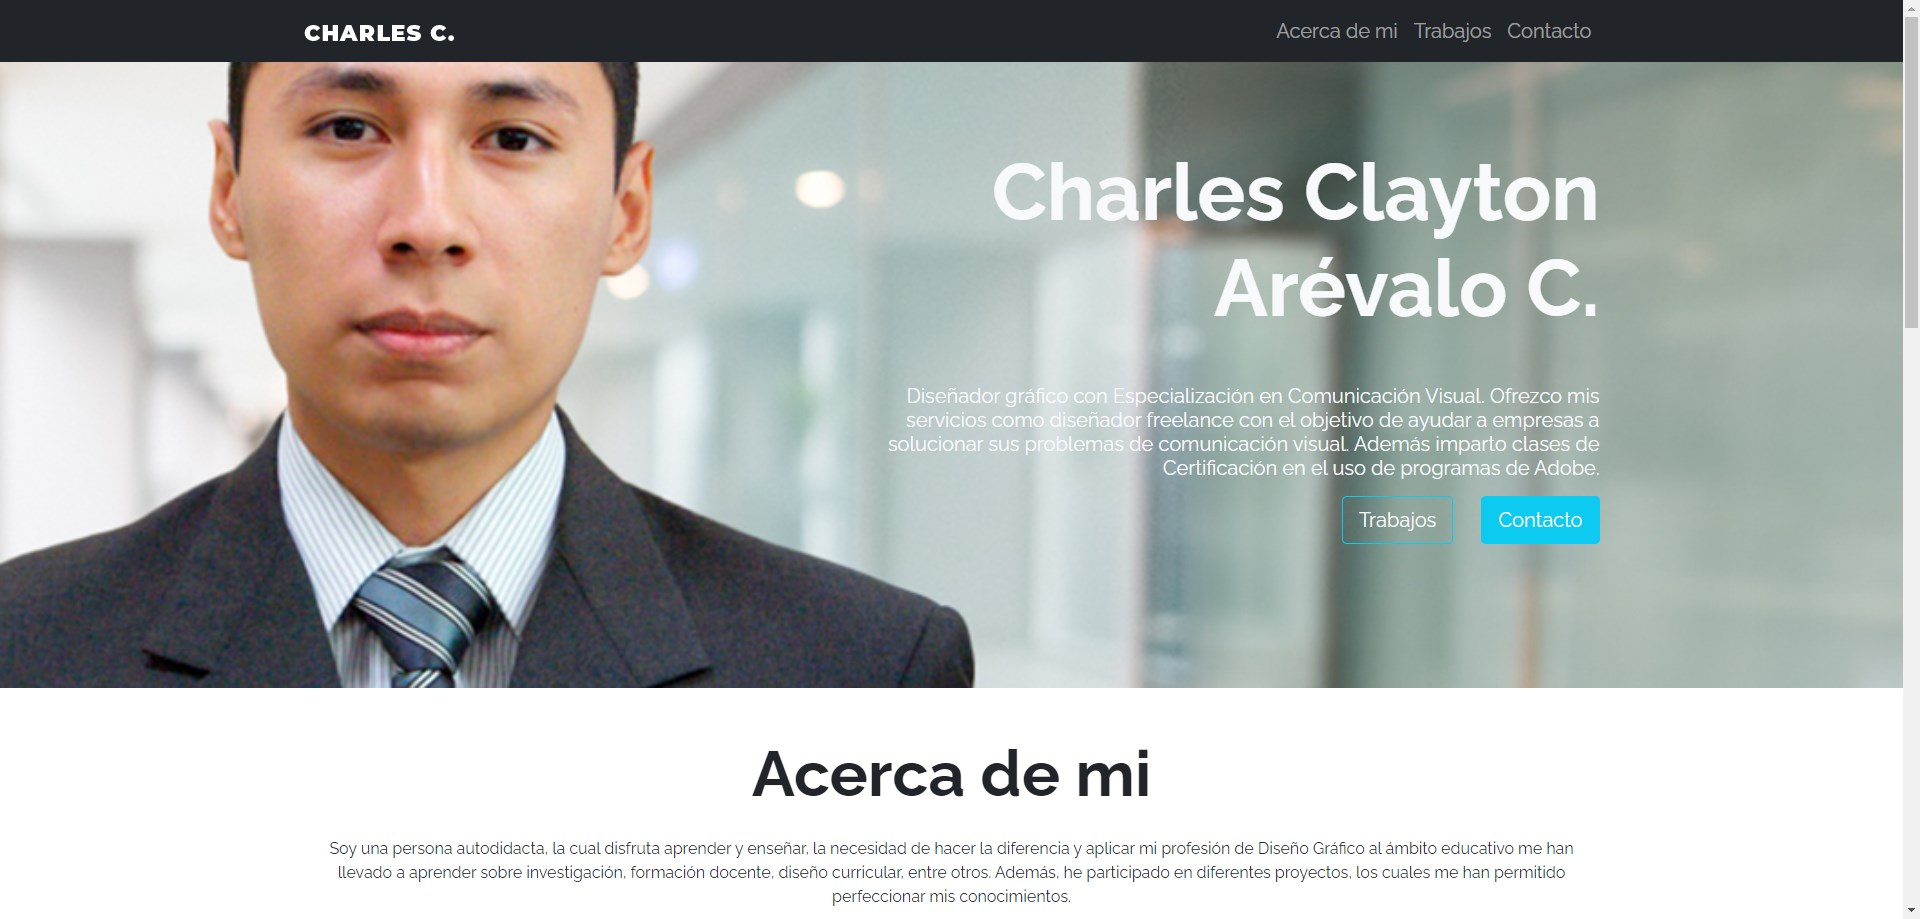 CHARLES C.
Acerca de mi Trabajos Contacto
Charles Clayton
Arévalo C.
Diseñador gráfico con Especialización en Comunicación Visual. Ofrezco mis
servicios como diseñador freelance con el objetivo de ayudar a empresas a
solucionar sus problemas de comunicación visual. Además imparto clases de
Certificación en el uso de programas de Adobe.
Trabajos Contacto
Acerca de mi
Soy una persona autodidacta, la cual disfruta aprender y enseñar, la necesidad de hacer la diferencia y aplicar mi profesión de Diseño Gráfico al ámbito educativo me han
llevado a aprender sobre investigación, formación docente, diseño curricular, entre otros. Además, he participado en diferentes proyectos, los cuales me han permitido
perfeccionar mis conocimientos.